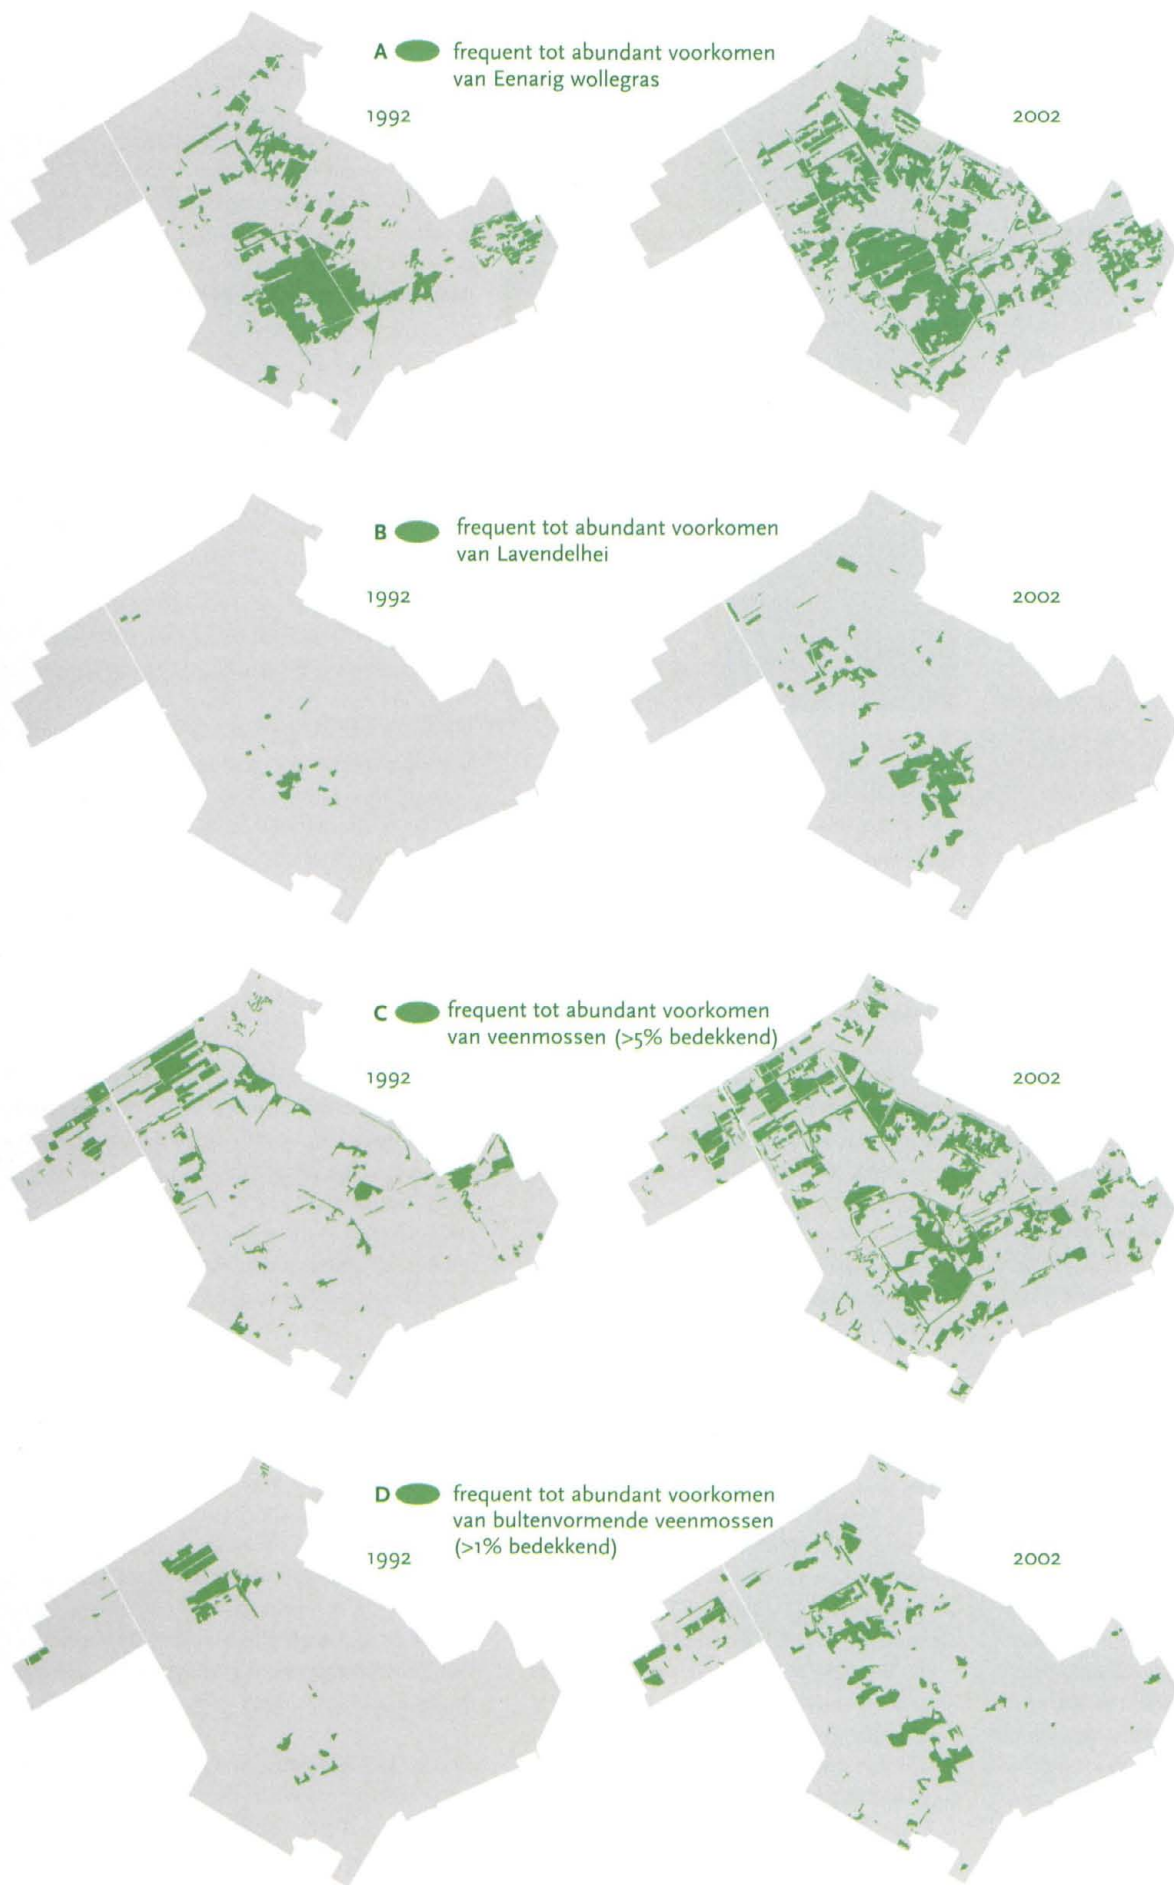 A frequent tot abundant voorkomen
van Eenarig wollegras
1992
2002
B frequent tot abundant voorkomen
van Lavendelhei
1992
2002
C frequent tot abundant voorkomen
van veenmossen (>5% bedekkend)
1992
2002
D frequent tot abundant voorkomen
van bultenvormende veenmossen
(>1% bedekkend)
1992
2002